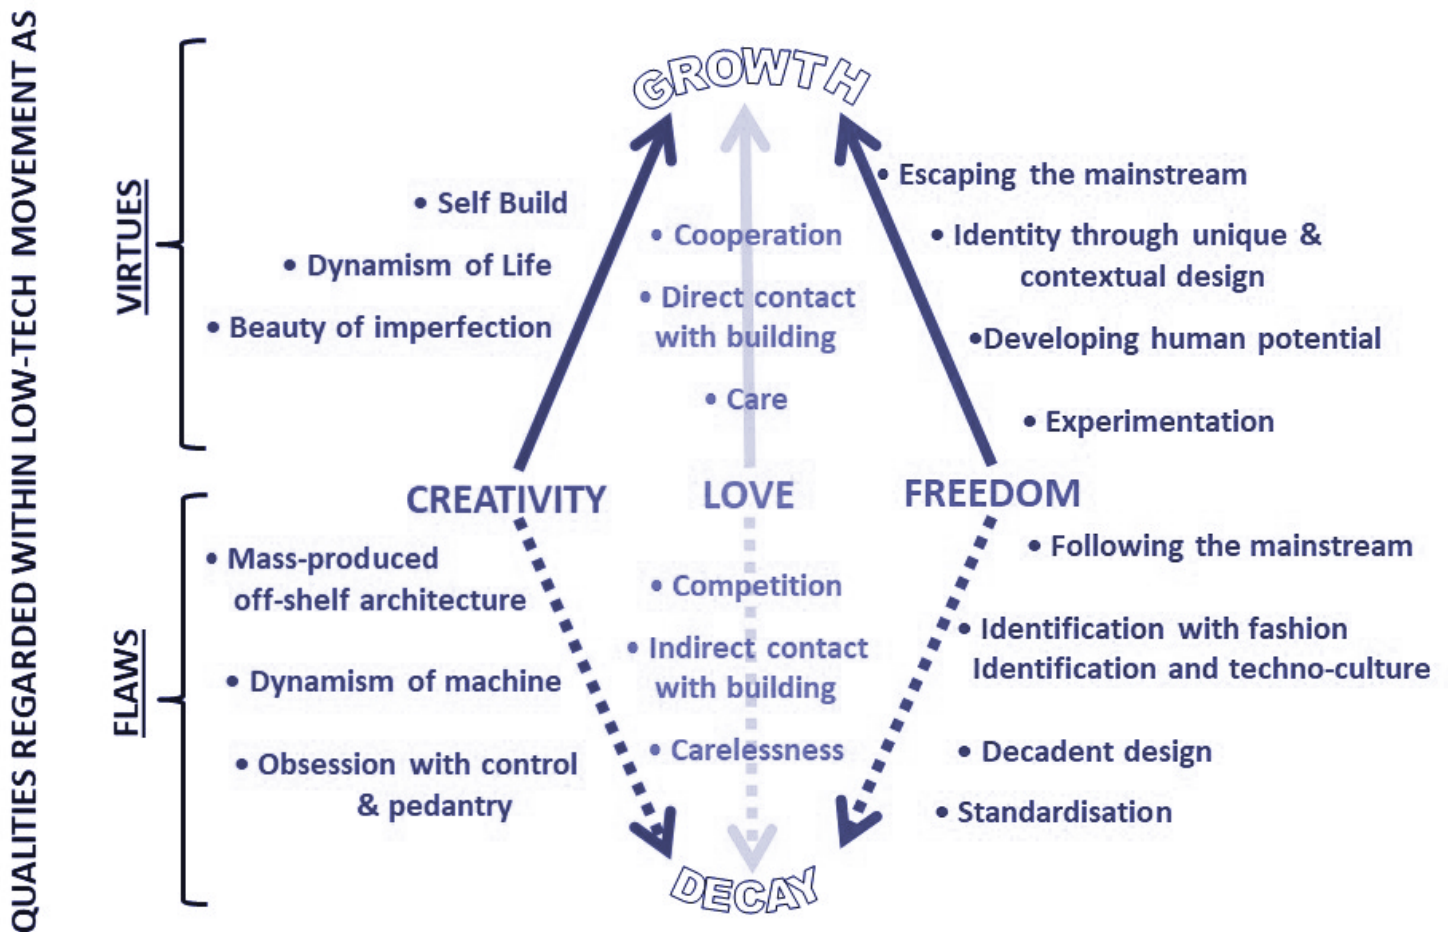 QUALITIES REGARDED WITHIN LOW-TECH MOVEMENT AS
VIRTUES
GROWTH
• Self Build
• Dynamism of Life
• Beauty of imperfection
• Cooperation
• Direct contact
with building
• Care
• Escaping the mainstream
• Identity through unique &
contextual design
•Developing human potential
• Experimentation
CREATIVITY
LOVE
FREEDOM
FLAWS
• Mass-produced
off-shelf architecture
• Dynamism of machine
• Obsession with control
& pedantry
• Competition
• Indirect contact
with building
• Carelessness
• Following the mainstream
• Identification with fashion
Identification and techno-culture
• Decadent design
• Standardisation
DECAY